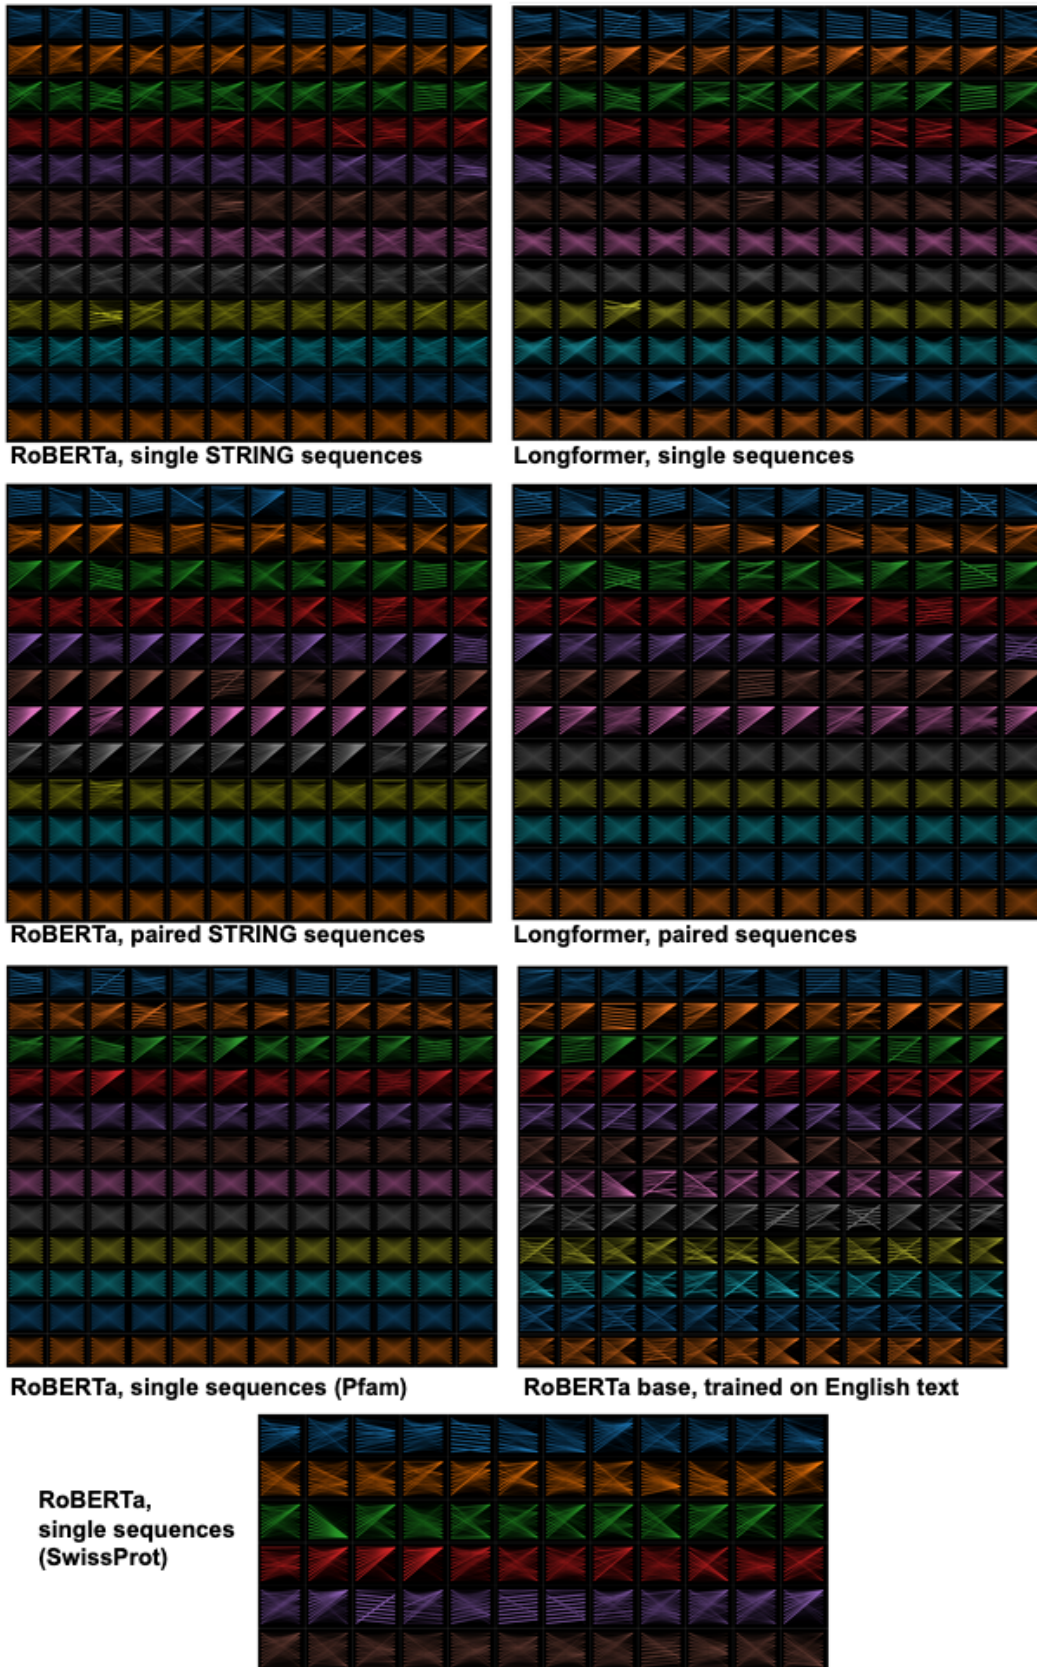 RoBERTa, single STRING sequences
Longformer, single sequences
RoBERTa, paired STRING sequences
Longformer, paired sequences
RoBERTa, single sequences (Pfam)
RoBERTa base, trained on English text
RoBERTa,
single sequences
(SwissProt)